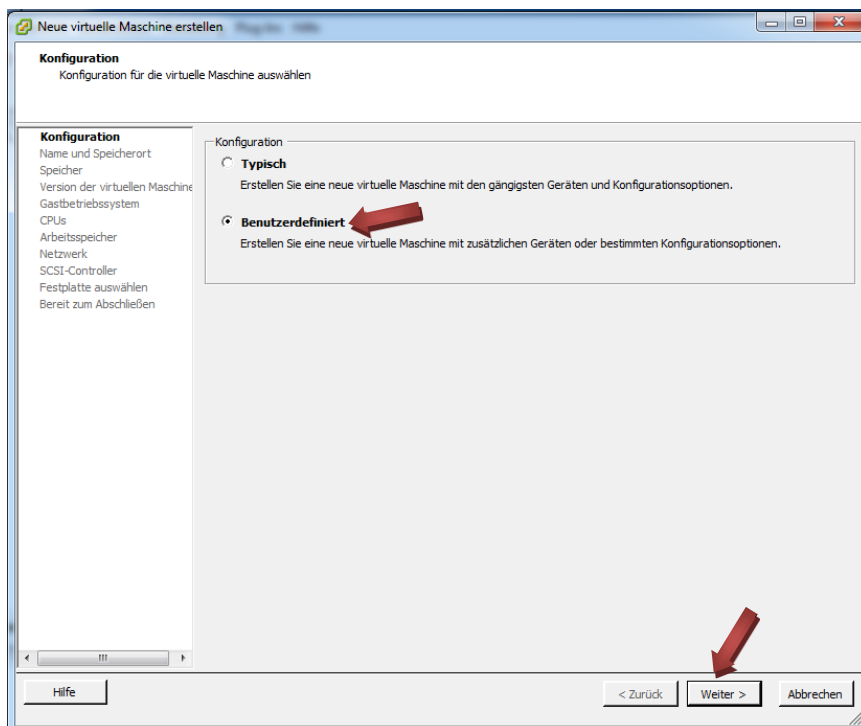 Neue virtuelle Maschine erstellen Plug-Ins Hilfe
Konfiguration
Konfiguration für die virtuelle Maschine auswählen
Konfiguration
Name und Speicherort
Speicher
Version der virtuellen Maschine
Gastbetriebssystem
CPUs
Arbeitsspeicher
Netzwerk
SCSI-Controller
Festplatte auswählen
Bereit zum Abschließen
Konfiguration
Typisch
Erstellen Sie eine neue virtuelle Maschine mit den gängigsten Geräten und Konfigurationsoptionen.
Benutzerdefiniert
Erstellen Sie eine neue virtuelle Maschine mit zusätzlichen Geräten oder bestimmten Konfigurationsoptionen.
Hilfe
< Zurück
Weiter >
Abbrechen